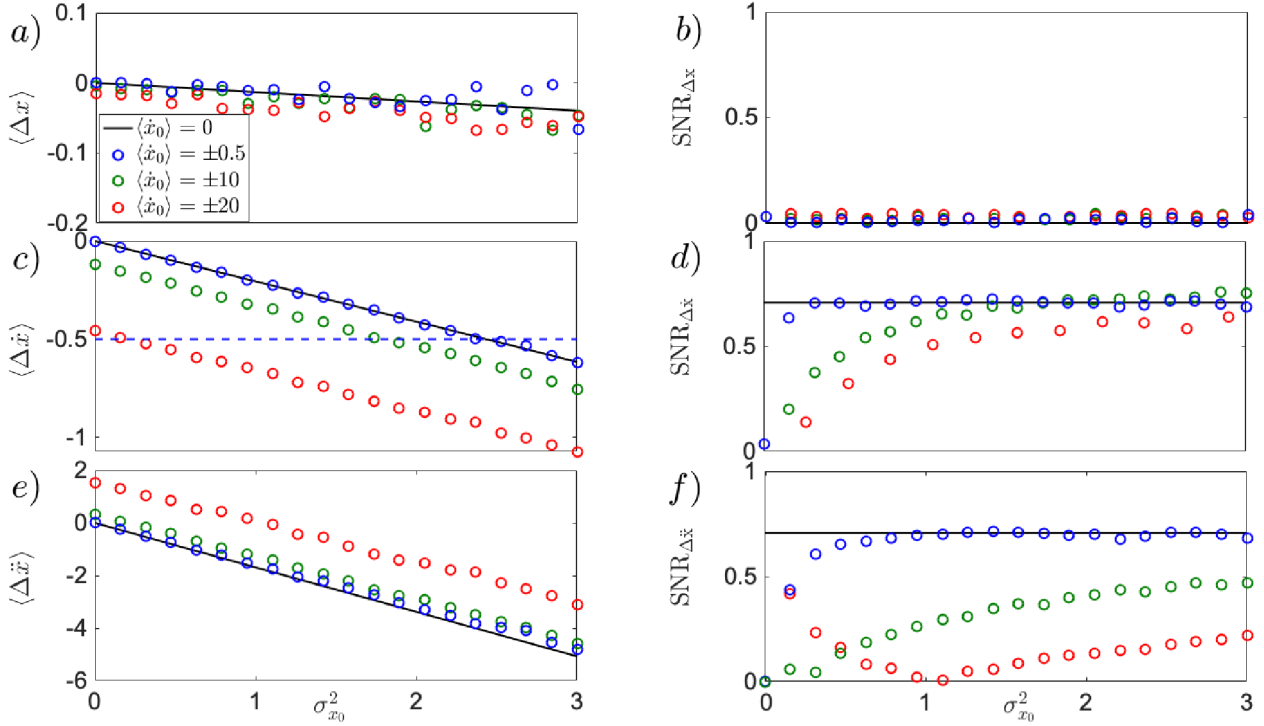 a)
0.1
0
-0.1
-0.2
⟨Δx⟩
⟨ẋ₀⟩ = 0
⟨ẋ₀⟩ = ±0.5
⟨ẋ₀⟩ = ±10
⟨ẋ₀⟩ = ±20
b)
1
0.5
0
SNR_Δx
c)
0
-0.5
-1
⟨Δẋ⟩
d)
1
0.5
0
SNR_Δẋ
e)
2
0
-2
-4
-6
⟨Δẍ⟩
0 1 2 3
σ²ₓ₀
f)
1
0.5
0
SNR_Δẍ
0 1 2 3
σ²ₓ₀